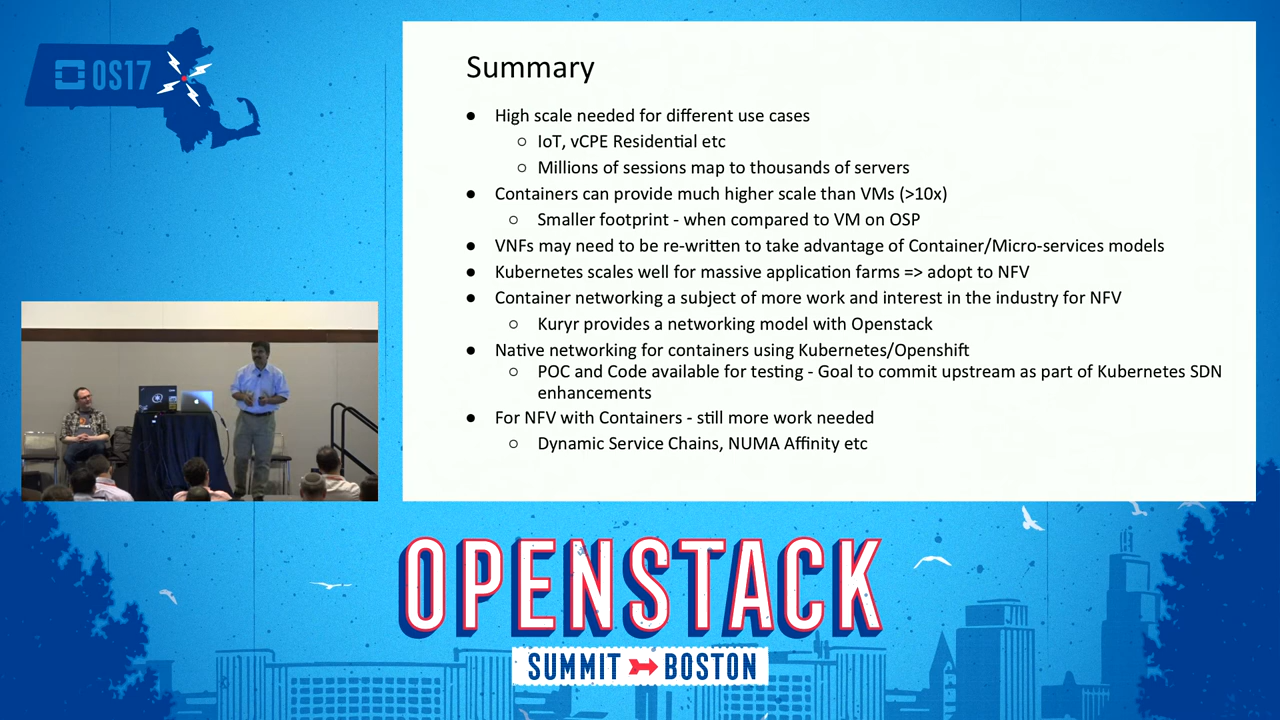 OS17
Summary
● High scale needed for different use cases
○ IoT, vCPE Residential etc
○ Millions of sessions map to thousands of servers
● Containers can provide much higher scale than VMs (>10x)
○ Smaller footprint - when compared to VM on OSP
● VNFs may need to be re-written to take advantage of Container/Micro-services models
● Kubernetes scales well for massive application farms => adopt to NFV
● Container networking a subject of more work and interest in the industry for NFV
○ Kuryr provides a networking model with Openstack
● Native networking for containers using Kubernetes/Openshift
○ POC and Code available for testing - Goal to commit upstream as part of Kubernetes SDN
enhancements
● For NFV with Containers - still more work needed
○ Dynamic Service Chains, NUMA Affinity etc
OPENSTACK
SUMMIT BOSTON